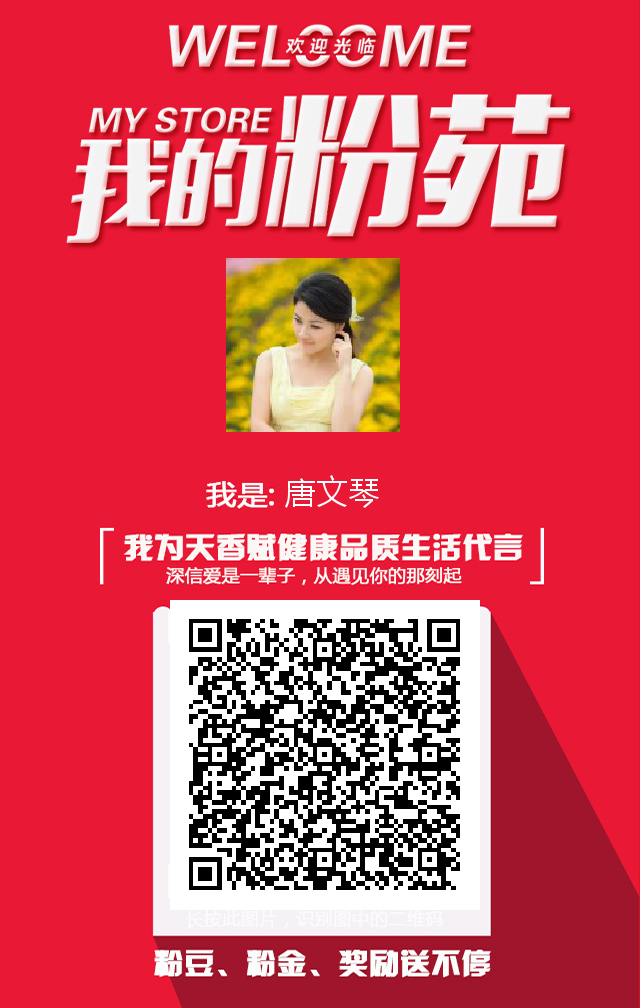 WELCOME
欢迎光临
MY STORE
我的粉苑
我是: 唐文琴
我为天香赋健康品质生活代言
深信爱是一辈子，从遇见你的那刻起
长按此图片，识别图中的二维码
粉豆、粉金、奖励送不停